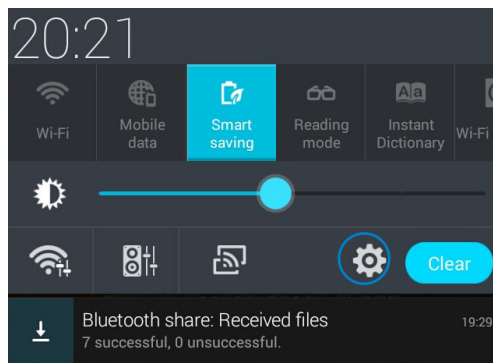 20:21
Wi-Fi
Mobile
data
Smart
saving
Reading
mode
Aa
Instant
Dictionary
Wi-Fi
Clear
Bluetooth share: Received files
19:29
7 successful, 0 unsuccessful.